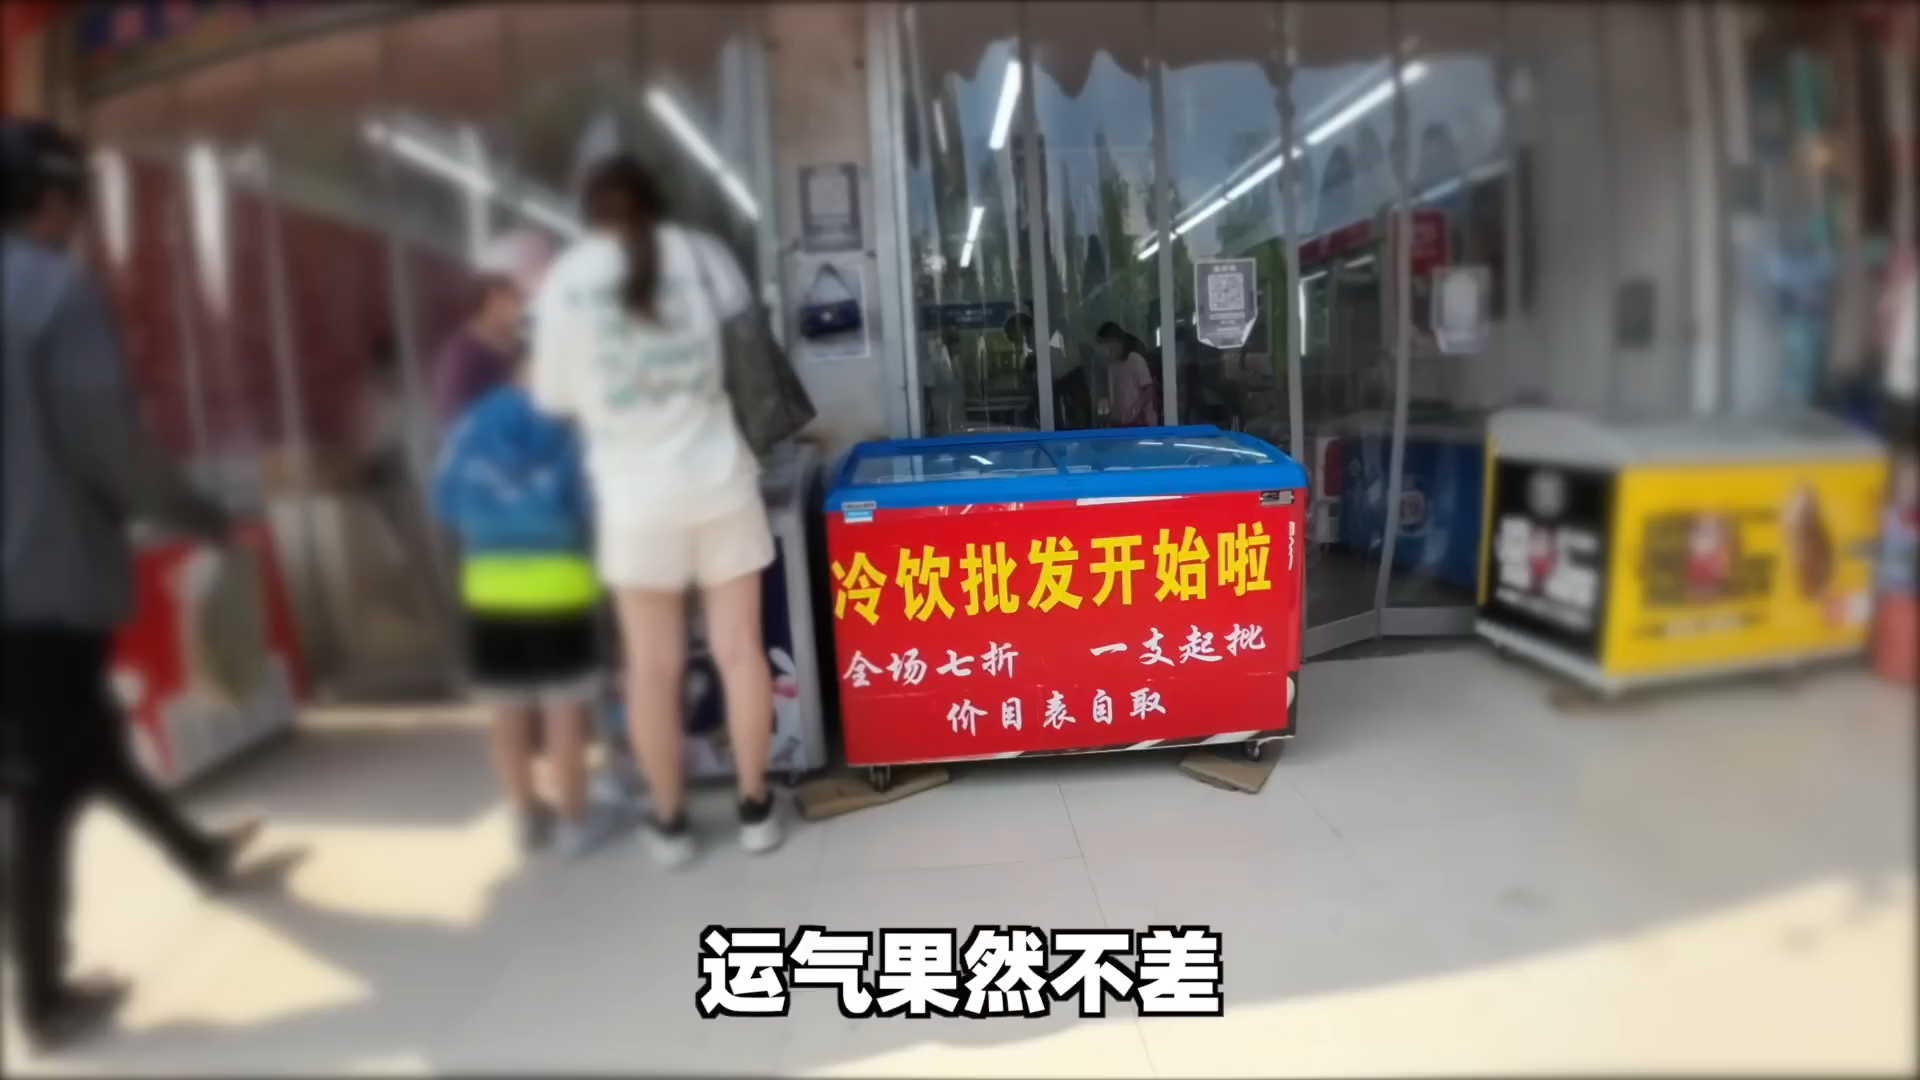 冷饮批发开始啦
全场七折 一支起批
价目表自取
运气果然不差